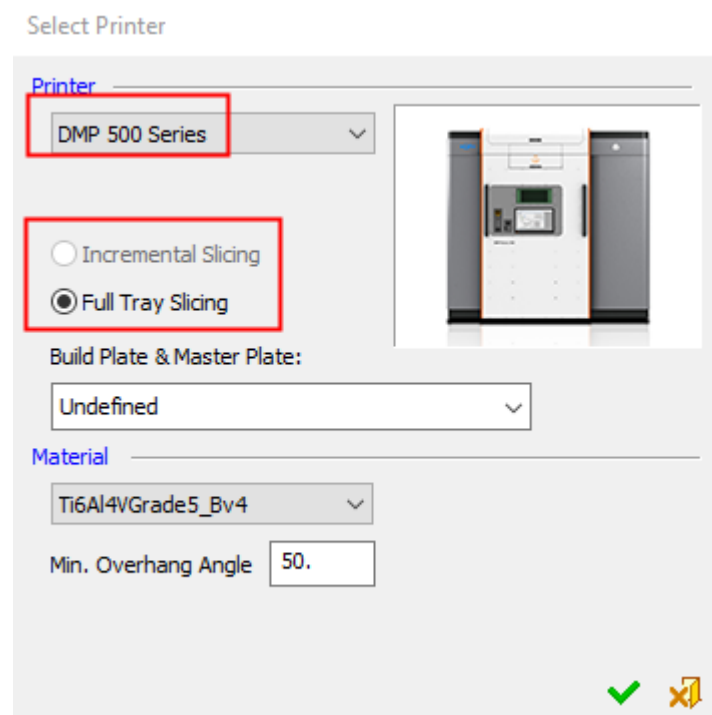 Select Printer
Printer
DMP 500 Series
Incremental Slicing
Full Tray Slicing
Build Plate & Master Plate:
Undefined
Material
Ti6Al4VGrade5_Bv4
Min. Overhang Angle 50.